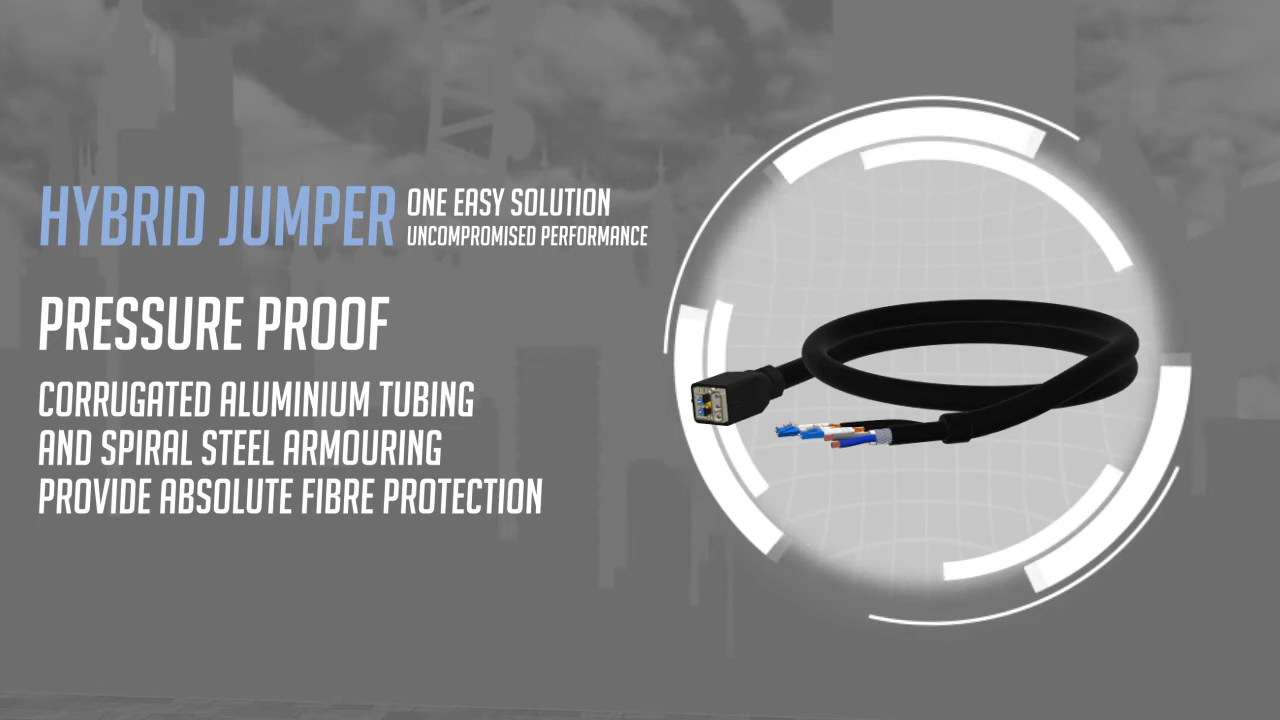 HYBRID JUMPER
ONE EASY SOLUTION
UNCOMPROMISED PERFORMANCE
PRESSURE PROOF
CORRUGATED ALUMINIUM TUBING
AND SPIRAL STEEL ARMOURING
PROVIDE ABSOLUTE FIBRE PROTECTION